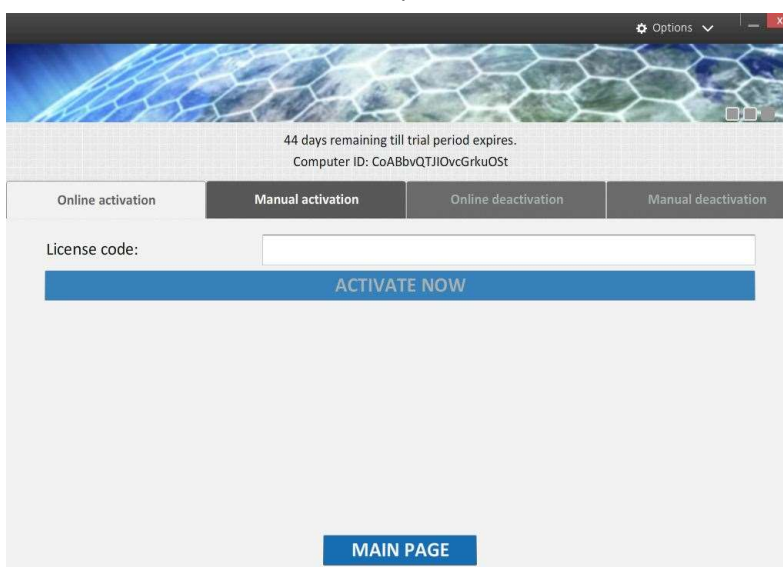 Options
x
44 days remaining till trial period expires.
Computer ID: CoABbvQTJIOvcGrkuOSt
Online activation
Manual activation
Online deactivation
Manual deactivation
License code:
ACTIVATE NOW
MAIN PAGE